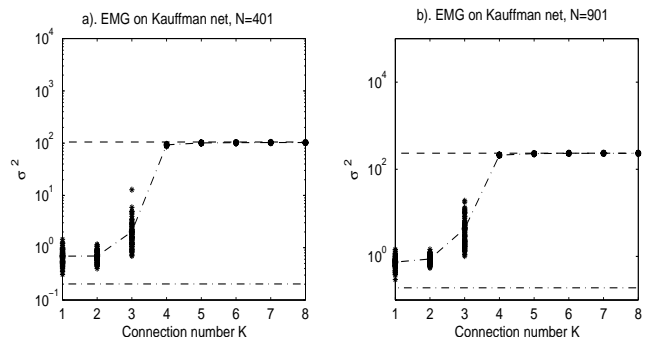 a). EMG on Kauffman net, N=401
10^4
10^3
10^2
10^1
10^0
10^-1
σ^2
1 2 3 4 5 6 7 8
Connection number K
b). EMG on Kauffman net, N=901
10^4
10^2
10^0
σ^2
1 2 3 4 5 6 7 8
Connection number K